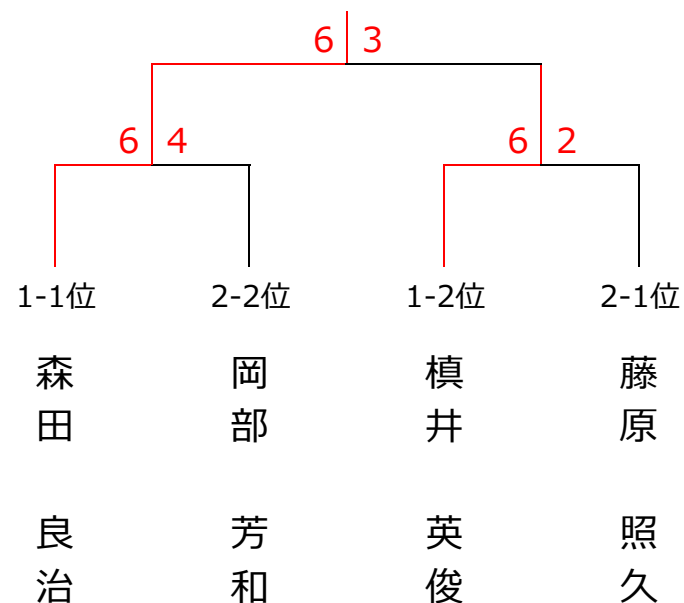 6 3
6 4
6 2
1-1位
2-2位
1-2位
2-1位
森田 良治
岡部 芳和
槙井 英俊
藤原 照久